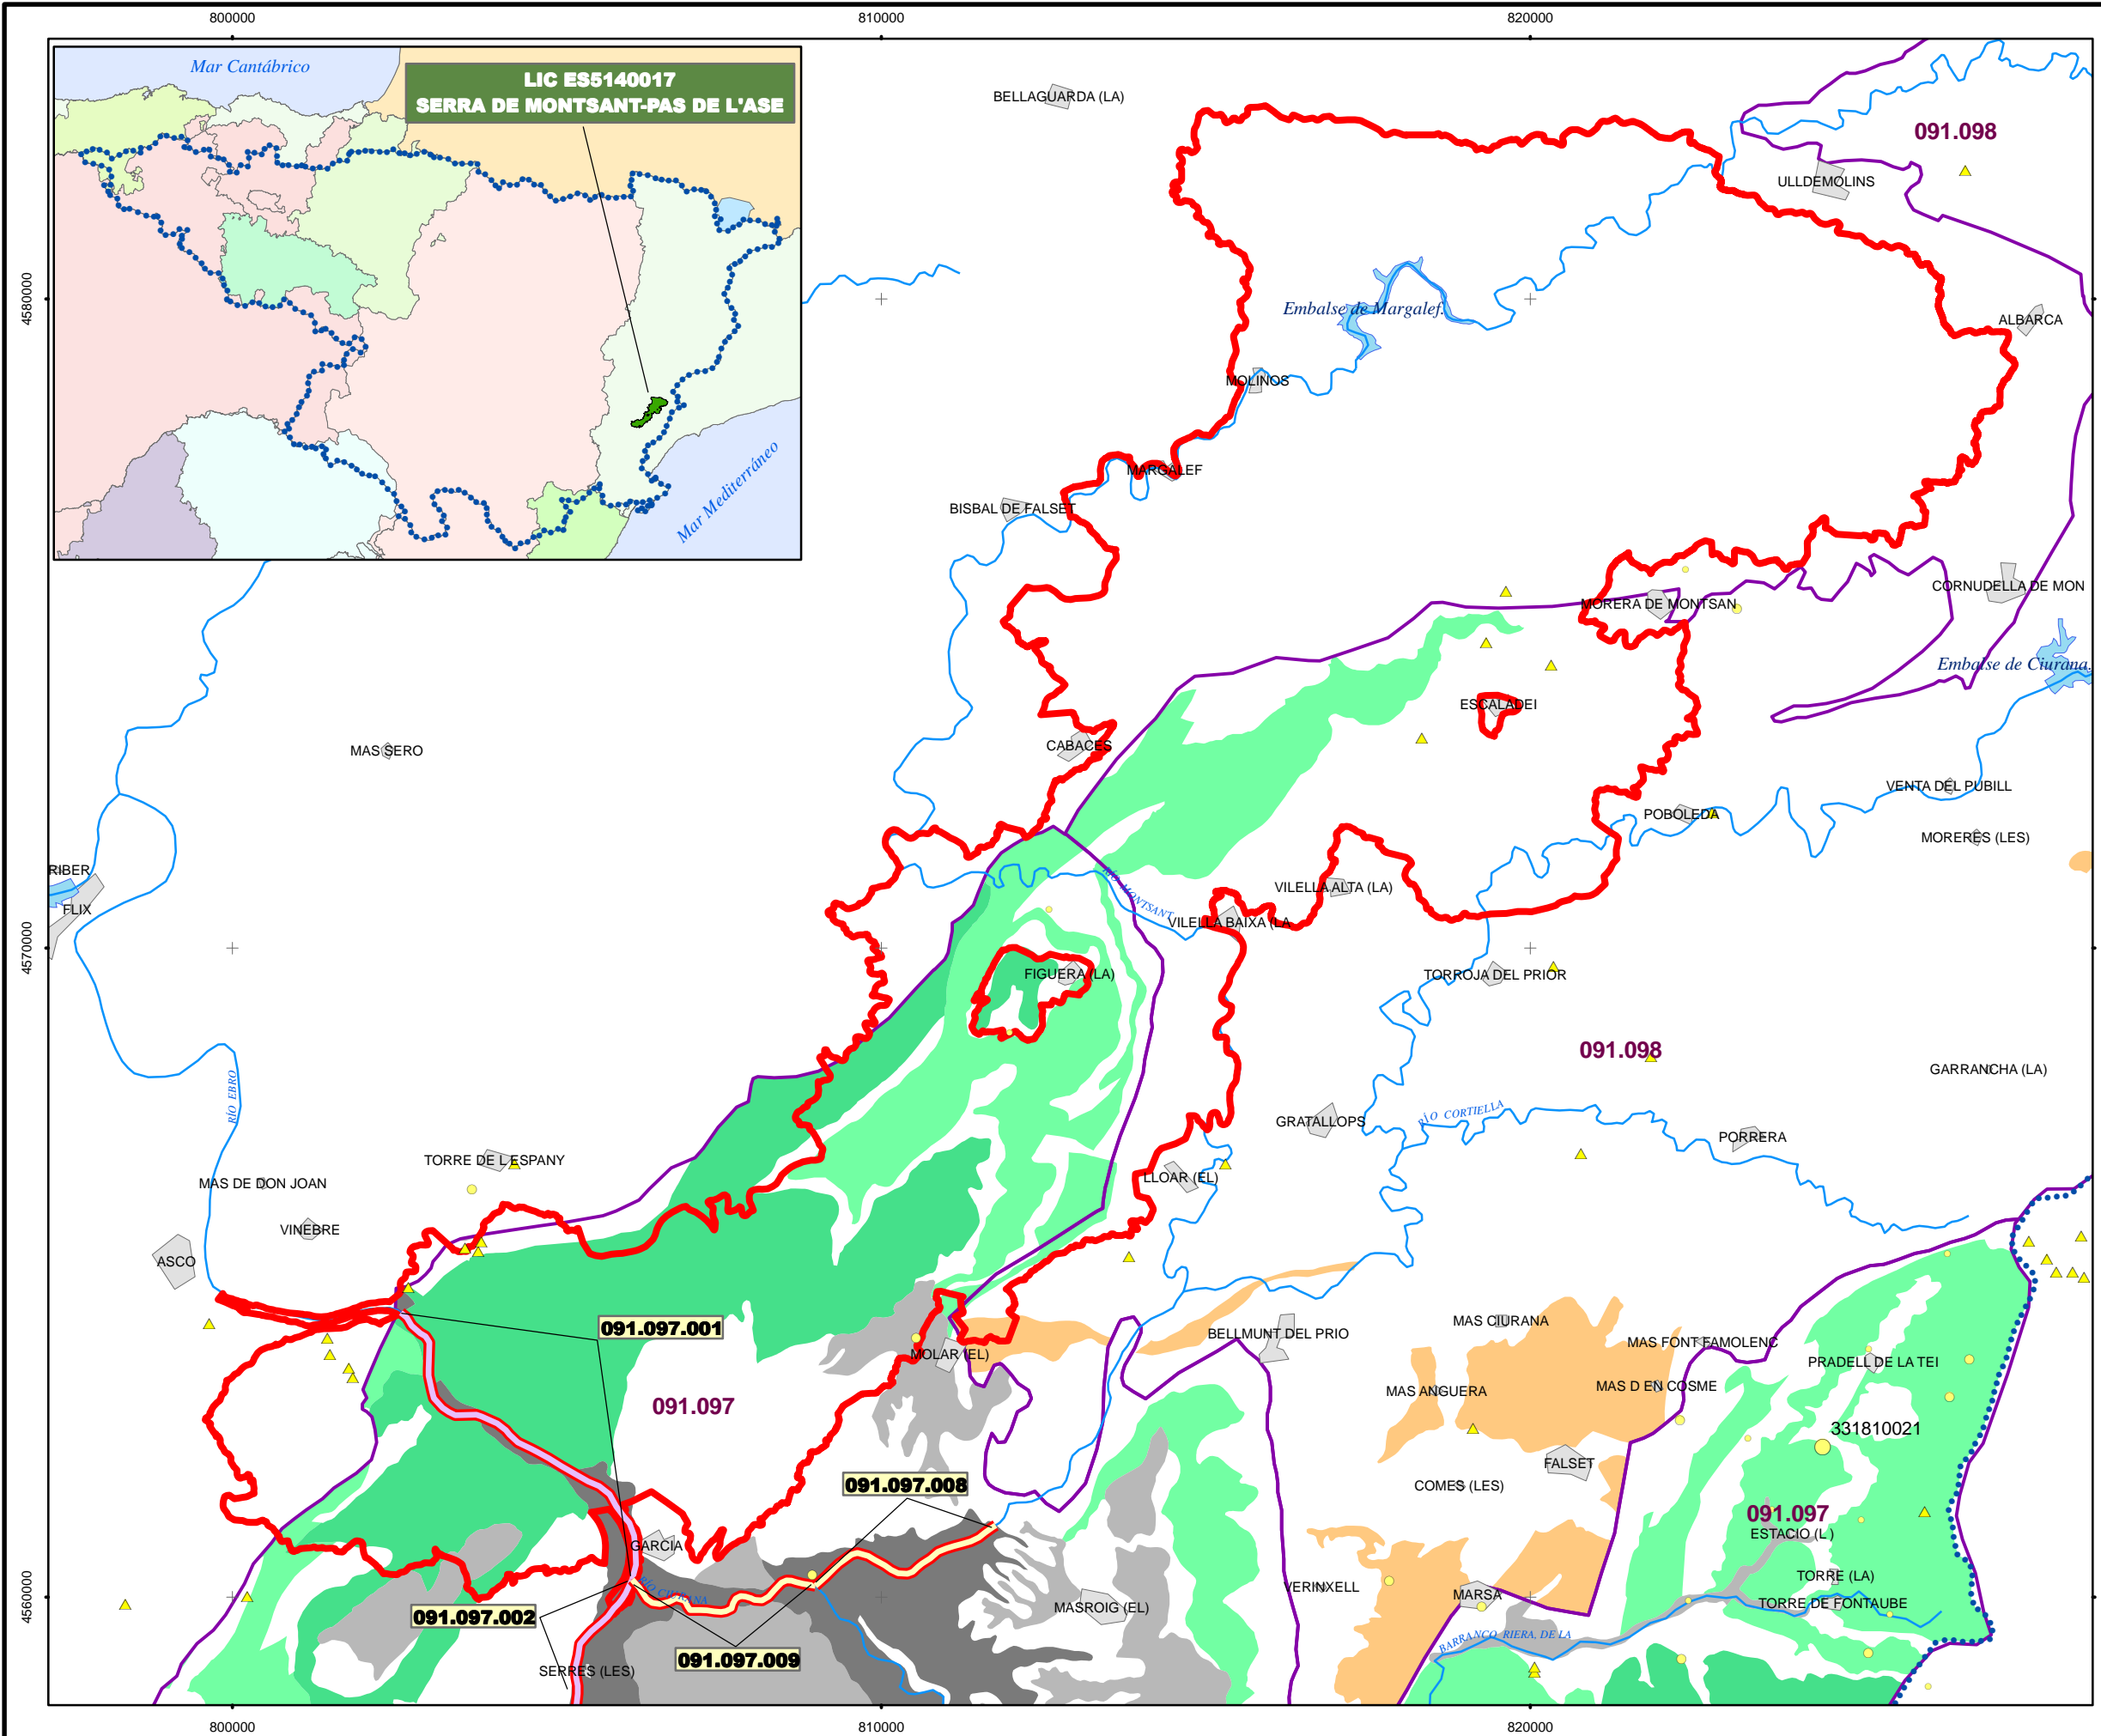 800000
810000
820000
Mar Cantábrico
LIC ES5140017
SERRA DE MONTSANT-PAS DE L'ASE
Mar Mediterráneo
BELLAGUARDA (LA)
091.098
ULLDEMOLINS
4580000
Embalse de Margalef.
ALBARCA
MOLINOS
MARGALEF
BISBAL DE FALSET
CORNUDELLA DE MON
MORERA DE MONTSAN
Embalse de Ciurana.
ESCALADEI
CABACES
MAS SERO
VENTA DEL PUBILL
POBOLEDA
MORERES (LES)
RIBER
FLIX
RÍO MONTSANT
VILELLA ALTA (LA)
VILELLA BAIXA (LA
4570000
FIGUERA (LA)
TORROJA DEL PRIOR
091.098
GARRANCHA (LA)
RÍO EBRO
RÍO CORTIELLA
GRATALLOPS
PORRERA
TORRE DE L'ESPANY
MAS DE DON JOAN
LLOAR (EL)
VINEBRE
ASCO
091.097.001
MAS CIURANA
BELLMUNT DEL PRIO
MAS FONT FAMOLENC
MOLAR (EL)
PRADELL DE LA TEI
MAS ANGUERA
MAS D EN COSME
091.097
331810021
FALSET
COMES (LES)
091.097.008
091.097
ESTACIO (L )
GARCIA
TORRE (LA)
VERINXELL
MARSA
RÍO CIURANA
TORRE DE FONTAUBE
4560000
MASROIG (EL)
091.097.002
BARRANCO RIERA, DE LA
091.097.009
SERRES (LES)
800000
810000
820000